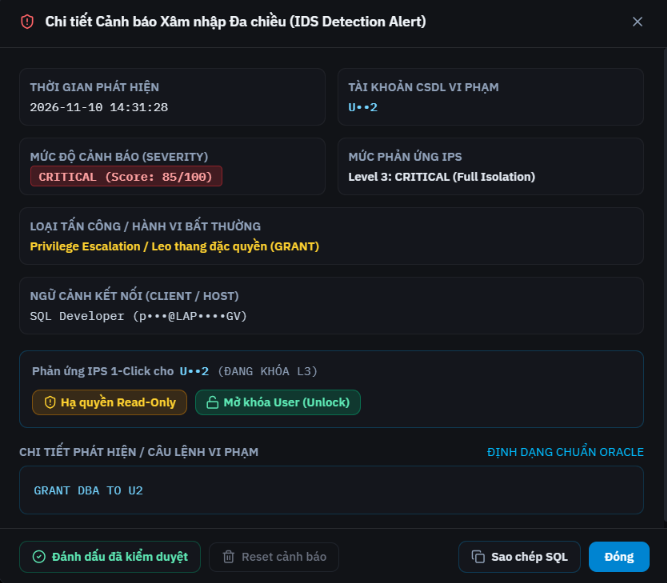 Chi tiết Cảnh báo Xâm nhập Đa chiều (IDS Detection Alert)
THỜI GIAN PHÁT HIỆN
2026-11-10 14:31:28
TÀI KHOẢN CSDL VI PHẠM
U••2
MỨC ĐỘ CẢNH BÁO (SEVERITY)
CRITICAL (Score: 85/100)
MỨC PHẢN ỨNG IPS
Level 3: CRITICAL (Full Isolation)
LOẠI TẤN CÔNG / HÀNH VI BẤT THƯỜNG
Privilege Escalation / Leo thang đặc quyền (GRANT)
NGỮ CẢNH KẾT NỐI (CLIENT / HOST)
SQL Developer (p•••@LAP••••GV)
Phản ứng IPS 1-Click cho U••2 (ĐANG KHÓA L3)
Hạ quyền Read-Only
Mở khóa User (Unlock)
CHI TIẾT PHÁT HIỆN / CÂU LỆNH VI PHẠM
ĐỊNH DẠNG CHUẨN ORACLE
GRANT DBA TO U2
Đánh dấu đã kiểm duyệt
Reset cảnh báo
Sao chép SQL
Đóng